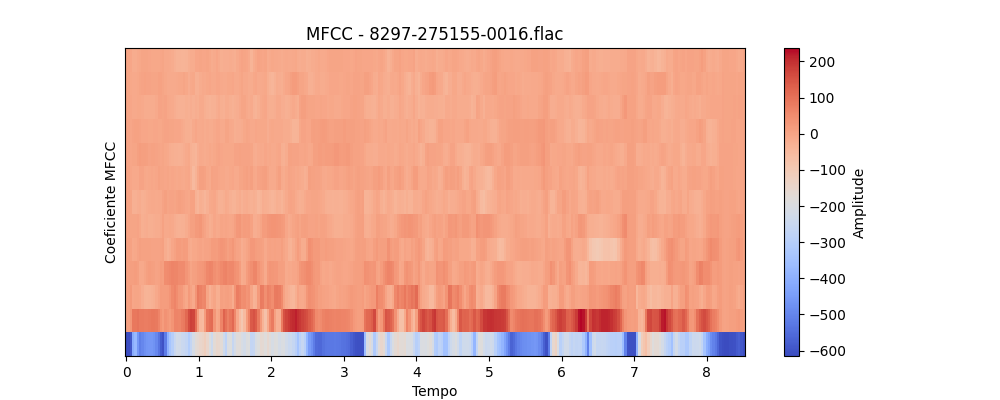 MFCC - 8297-275155-0016.flac
Coeficiente MFCC
0 1 2 3 4 5 6 7 8
Tempo
200
100
0
−100
−200
−300
−400
−500
−600
Amplitude